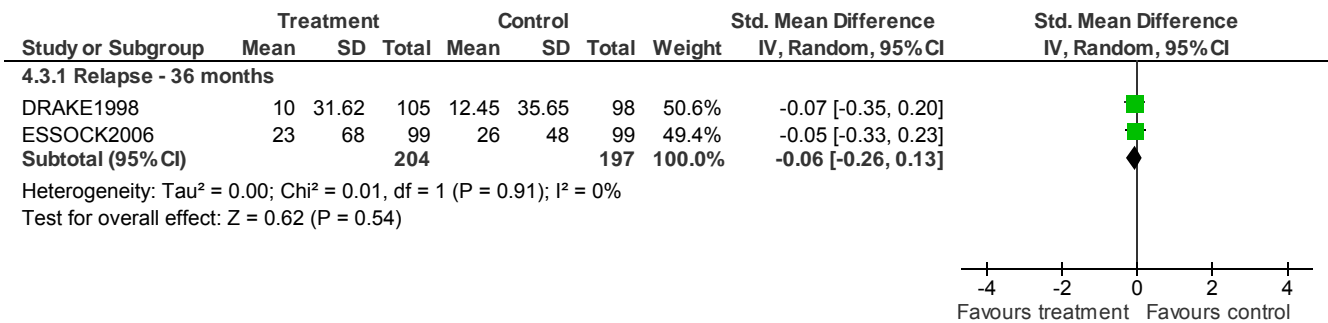 Treatment Control Std. Mean Difference Std. Mean Difference
Study or Subgroup Mean SD Total Mean SD Total Weight IV, Random, 95% CI IV, Random, 95% CI
4.3.1 Relapse - 36 months
DRAKE1998 10 31.62 105 12.45 35.65 98 50.6% -0.07 [-0.35, 0.20]
ESSOCK2006 23 68 99 26 48 99 49.4% -0.05 [-0.33, 0.23]
Subtotal (95% CI) 204 197 100.0% -0.06 [-0.26, 0.13]
Heterogeneity: Tau² = 0.00; Chi² = 0.01, df = 1 (P = 0.91); I² = 0%
Test for overall effect: Z = 0.62 (P = 0.54)
-4 -2 0 2 4
Favours treatment Favours control